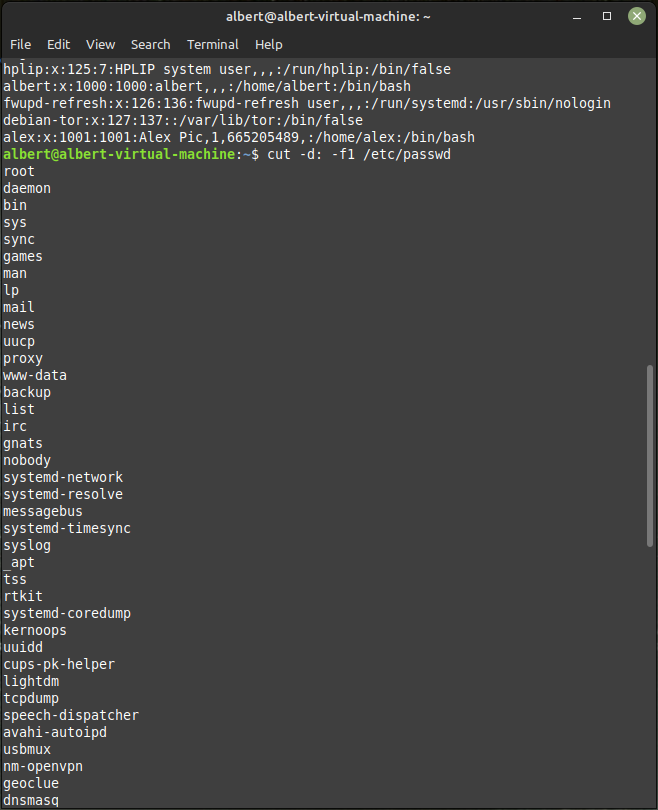 albert@albert-virtual-machine: ~
File Edit View Search Terminal Help
hplip:x:125:7:HPLIP system user,,,:/run/hplip:/bin/false
albert:x:1000:1000:albert,,,:/home/albert:/bin/bash
fwupd-refresh:x:126:136:fwupd-refresh user,,,:/run/systemd:/usr/sbin/nologin
debian-tor:x:127:137::/var/lib/tor:/bin/false
alex:x:1001:1001:Alex Pic,1,665205489,:/home/alex:/bin/bash
albert@albert-virtual-machine:~$ cut -d: -f1 /etc/passwd
root
daemon
bin
sys
sync
games
man
lp
mail
news
uucp
proxy
www-data
backup
list
irc
gnats
nobody
systemd-network
systemd-resolve
messagebus
systemd-timesync
syslog
_apt
tss
rtkit
systemd-coredump
kernoops
uuidd
cups-pk-helper
lightdm
tcpdump
speech-dispatcher
avahi-autoipd
usbmux
nm-openvpn
geoclue
dnsmasq